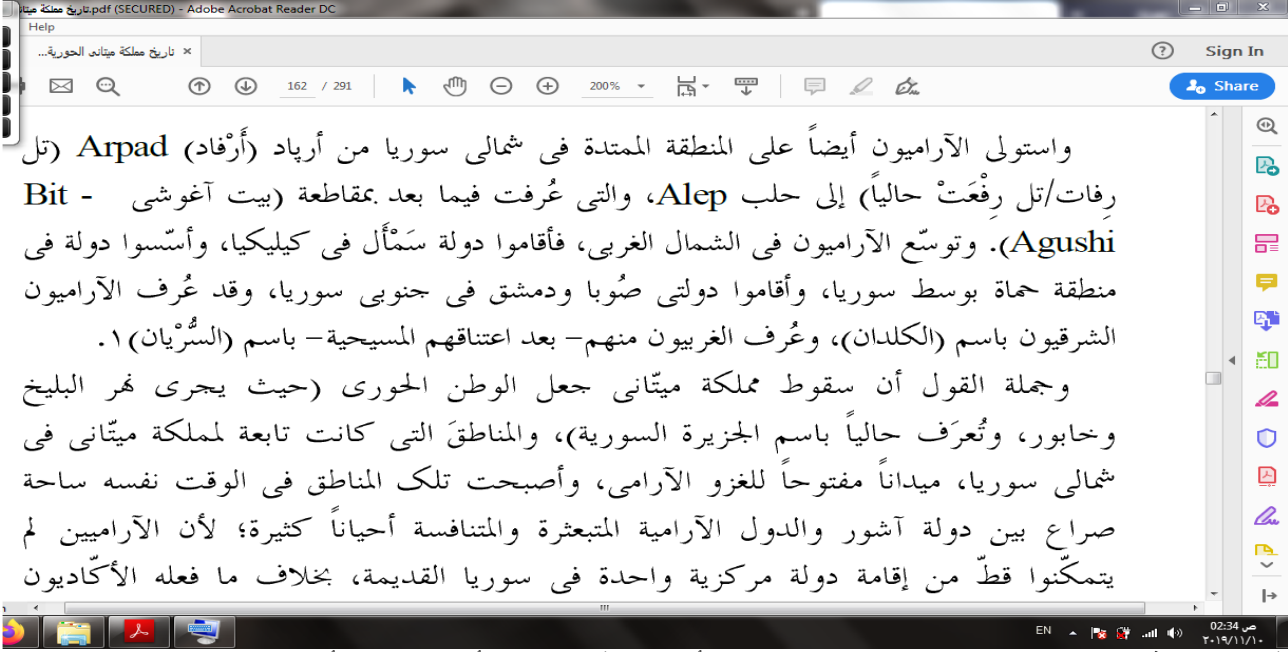 تاريخ مملكة ميتان.pdf (SECURED) - Adobe Acrobat Reader DC
Help
تاريخ مملكة ميتانى الحورية... ×
? Sign In
162 / 291 200% Share
واستولى الآراميون أيضاً على المنطقة الممتدة فى شمالى سوريا من أرپاد (أَرْفاد) Arpad (تل
رِفات/تل رِفْعَتْ حالياً) إلى حلب Alep، والتى عُرفت فيما بعد بمقاطعة (بيت آغوشى Bit -
Agushi). وتوسّع الآراميون فى الشمال الغربى، فأقاموا دولة سَمْأَل فى كيليكيا، وأسّسوا دولة فى
منطقة حماة بوسط سوريا، وأقاموا دولتى صُوبا ودمشق فى جنوبى سوريا، وقد عُرف الآراميون
الشرقيون باسم (الكلدان)، وعُرف الغربيون منهم– بعد اعتناقهم المسيحية– باسم (السُّرْيان)١.
وجملة القول أن سقوط مملكة ميتّانى جعل الوطن الحورى (حيث يجرى نهر البليخ
وخابور، وتُعرَف حالياً باسم الجزيرة السورية)، والمناطقَ التى كانت تابعة لمملكة ميتّانى فى
شمالى سوريا، ميداناً مفتوحاً للغزو الآرامى، وأصبحت تلک المناطق فى الوقت نفسه ساحة
صراع بين دولة آشور والدول الآرامية المتبعثرة والمتنافسة أحياناً كثيرة؛ لأن الآراميين لم
يتمكّنوا قطّ من إقامة دولة مركزية واحدة فى سوريا القديمة، بخلاف ما فعله الأكّاديون
EN 02:34 ص
٢٠١٩/١١/١٠